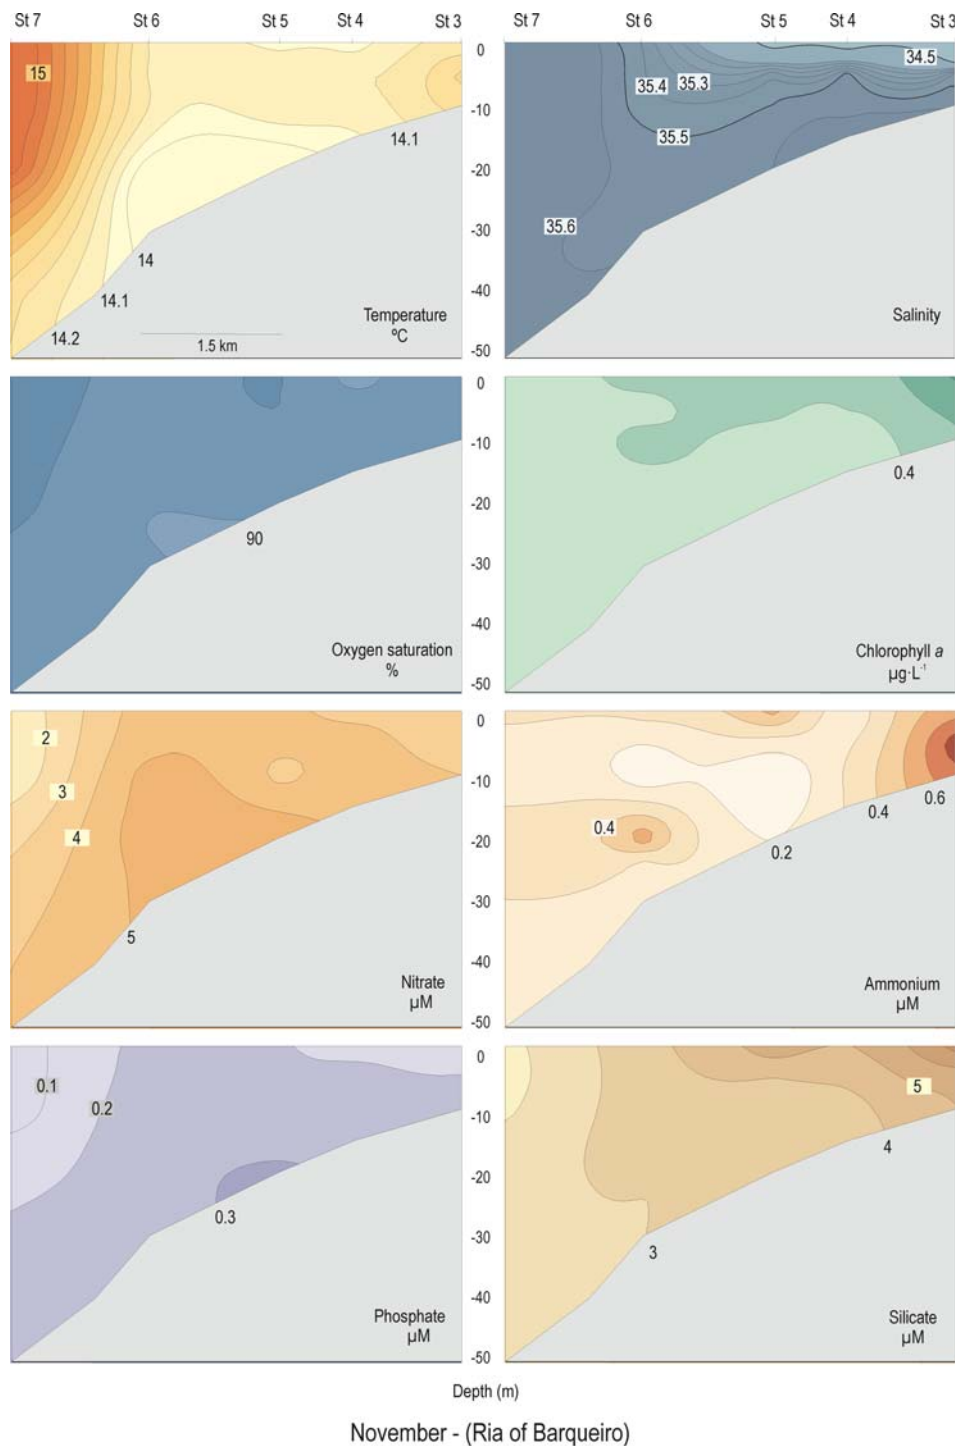 St 7 St 6 St 5 St 4 St 3
St 7 St 6 St 5 St 4 St 3
15
14.1
14
14.1
14.2
1.5 km
Temperature
ºC
0
-10
-20
-30
-40
-50
34.5
35.4
35.3
35.5
35.6
Salinity
90
Oxygen saturation
%
0
-10
-20
-30
-40
-50
0.4
Chlorophyll a
µg·L⁻¹
2
3
4
5
Nitrate
µM
0
-10
-20
-30
-40
-50
0.4
0.2
0.4
0.6
Ammonium
µM
0.1
0.2
0.3
Phosphate
µM
0
-10
-20
-30
-40
-50
5
4
3
Silicate
µM
Depth (m)
November - (Ria of Barqueiro)